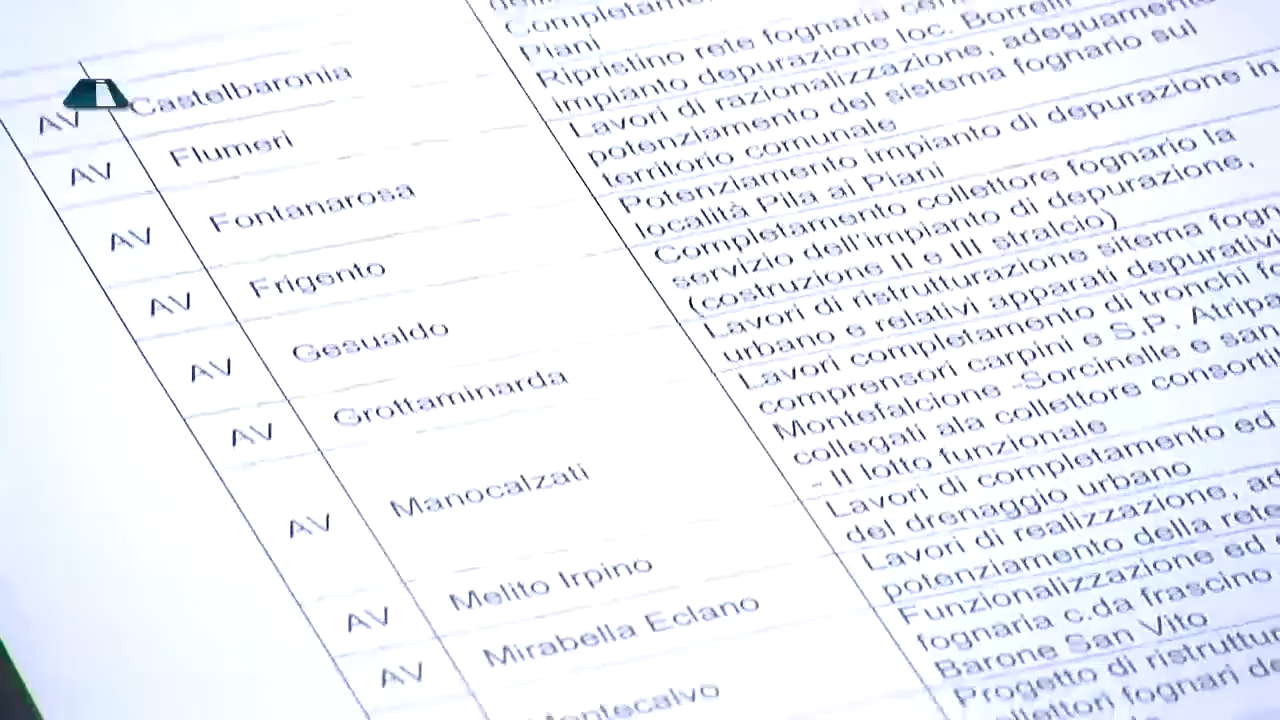 AV Castelbaronia
Piani
AV Flumeri
Ripristino rete fognaria
impianto depurazione loc. Borrelli
AV Fontanarosa
Lavori di razionalizzazione, adeguamento
potenziamento del sistema fognario sul
territorio comunale
AV Frigento
Potenziamento impianto di depurazione in
località Pila ai Piani
AV Gesualdo
Completamento collettore fognario la
servizio dell'impianto di depurazione,
(costruzione II e III stralcio)
AV Grottaminarda
Lavori di ristrutturazione sitema fogn
urbano e relativi apparati depurativi
AV Manocalzati
Lavori completamento di tronchi fo
comprensori carpini e S.P. Atripa
Montefalcione -Sorcinelle e san
collegati ala collettore consorti
- II lotto funzionale
AV Melito Irpino
Lavori di completamento ed
del drenaggio urbano
AV Mirabella Eclano
Lavori di realizzazione, ad
potenziamento della rete
Montecalvo
Funzionalizzazione ed
fognaria c.da frascino
Barone San Vito
Progetto di ristruttur
collettori fognari de